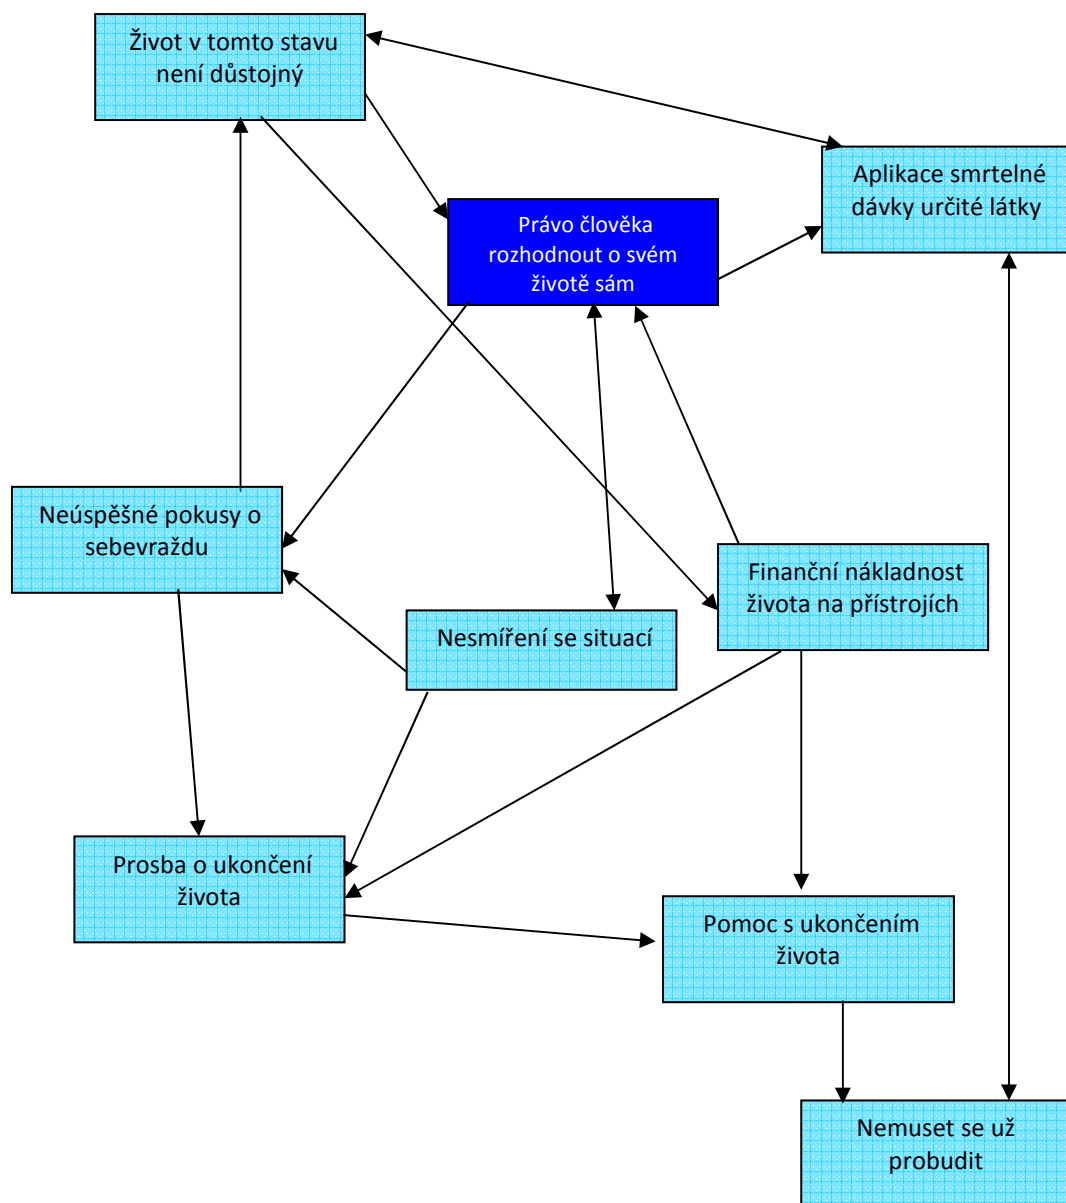 Život v tomto stavu
není důstojný
Aplikace smrtelné
dávky určité látky
Právo člověka
rozhodnout o svém
životě sám
Neúspěšné pokusy o
sebevraždu
Finanční nákladnost
života na přístrojích
Nesmíření se situací
Prosba o ukončení
života
Pomoc s ukončením
života
Nemuset se už
probudit